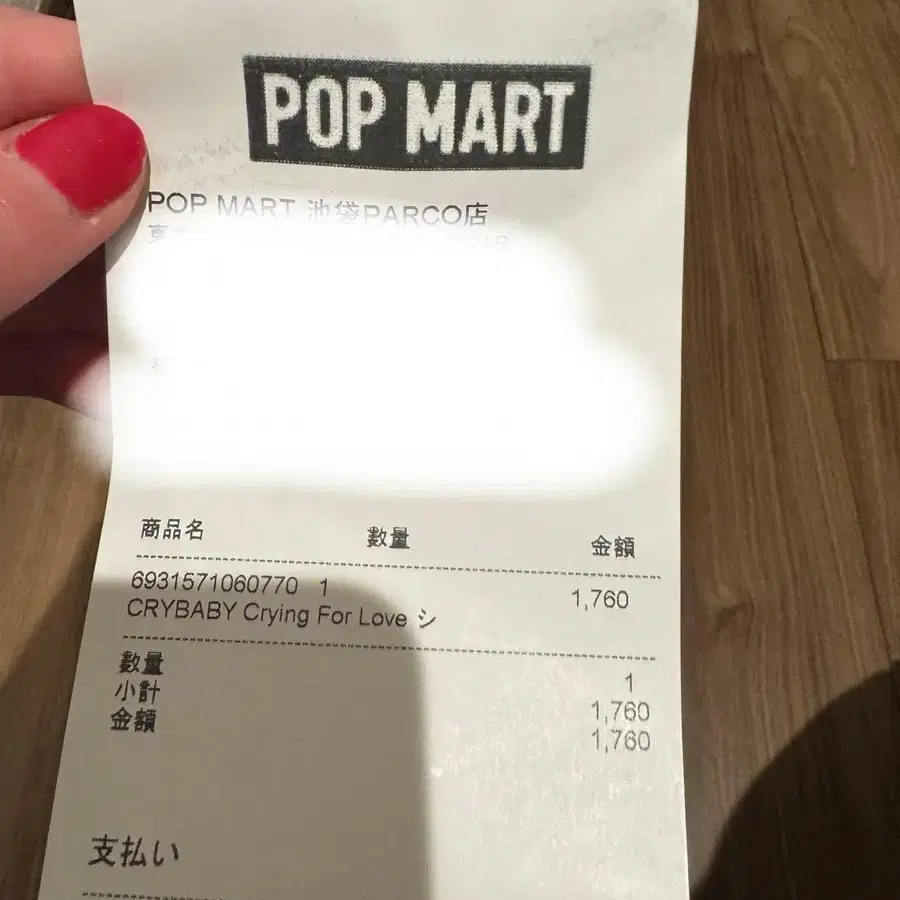 POP MART
POP MART 池袋PARCO店
東
商品名 数量 金額
6931571060770 1 1,760
CRYBABY Crying For Love シ
数量 1
小計 1,760
金額 1,760
支払い